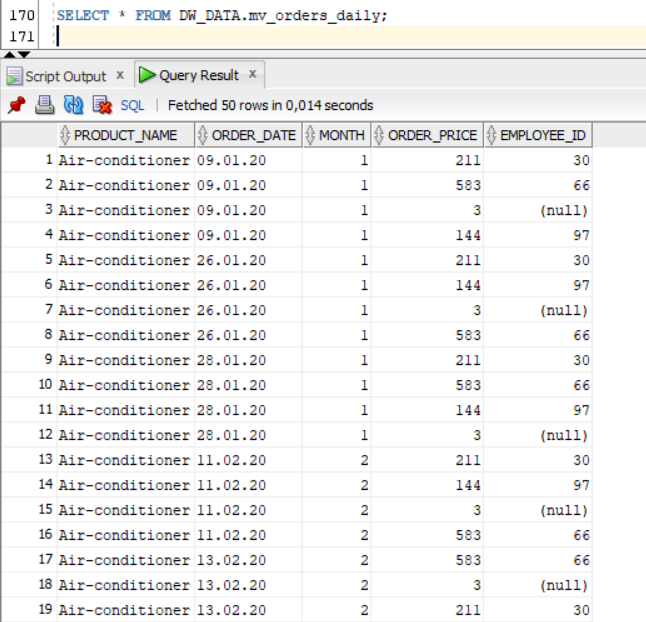 170 SELECT * FROM DW_DATA.mv_orders_daily;
171
Script Output x Query Result x
SQL | Fetched 50 rows in 0,014 seconds
PRODUCT_NAME ORDER_DATE MONTH ORDER_PRICE EMPLOYEE_ID
1 Air-conditioner 09.01.20 1 211 30
2 Air-conditioner 09.01.20 1 583 66
3 Air-conditioner 09.01.20 1 3 (null)
4 Air-conditioner 09.01.20 1 144 97
5 Air-conditioner 26.01.20 1 211 30
6 Air-conditioner 26.01.20 1 144 97
7 Air-conditioner 26.01.20 1 3 (null)
8 Air-conditioner 26.01.20 1 583 66
9 Air-conditioner 28.01.20 1 211 30
10 Air-conditioner 28.01.20 1 583 66
11 Air-conditioner 28.01.20 1 144 97
12 Air-conditioner 28.01.20 1 3 (null)
13 Air-conditioner 11.02.20 2 211 30
14 Air-conditioner 11.02.20 2 144 97
15 Air-conditioner 11.02.20 2 3 (null)
16 Air-conditioner 11.02.20 2 583 66
17 Air-conditioner 13.02.20 2 583 66
18 Air-conditioner 13.02.20 2 3 (null)
19 Air-conditioner 13.02.20 2 211 30